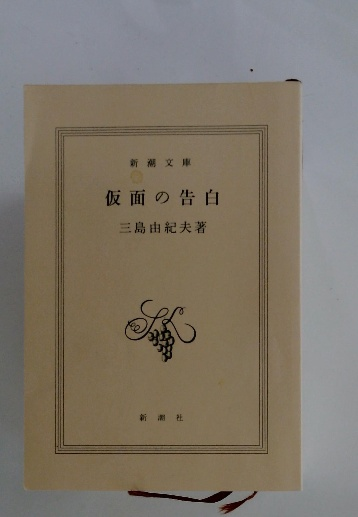 新潮文庫
仮面の告白
三島由紀夫著
新潮社